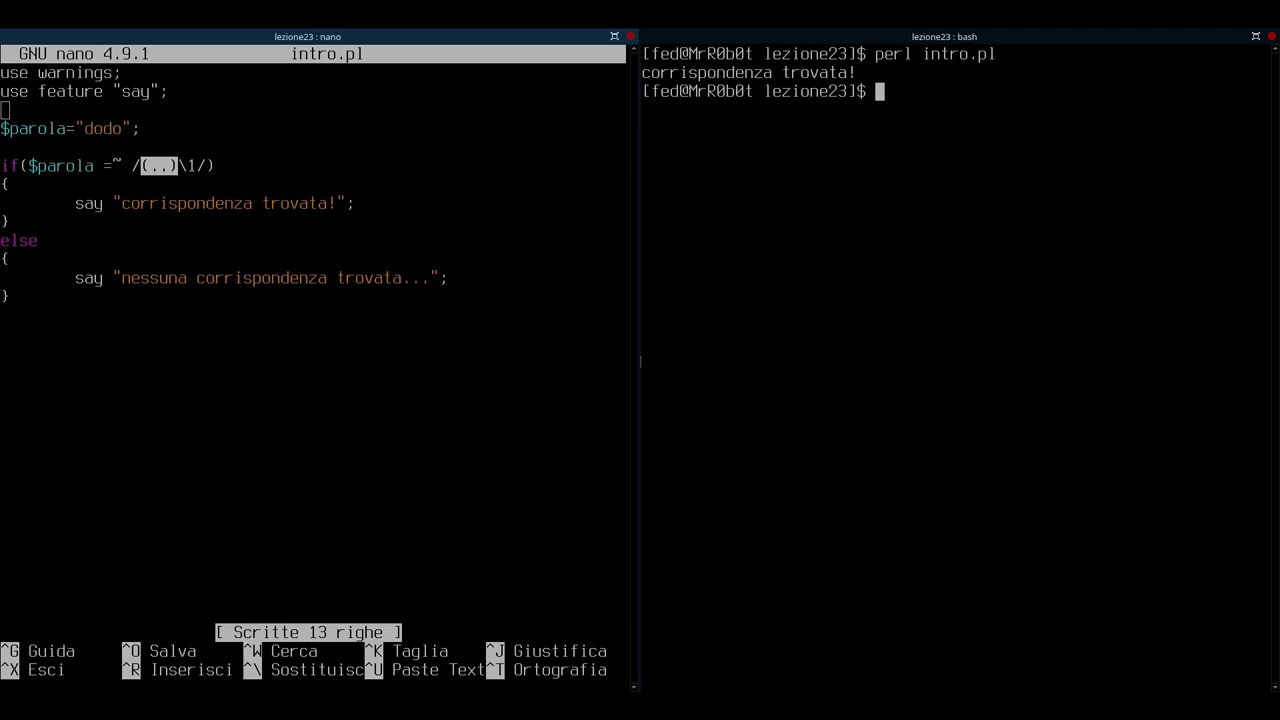 lezione23 : nano
GNU nano 4.9.1 intro.pl
use warnings;
use feature "say";
$parola="dodo";
if($parola =~ /(..)\1/)
{
say "corrispondenza trovata!";
}
else
{
say "nessuna corrispondenza trovata...";
}
[ Scritte 13 righe ]
^G Guida ^O Salva ^W Cerca ^K Taglia ^J Giustifica
^X Esci ^R Inserisci ^\ Sostituisc^U Paste Text^T Ortografia
lezione23 : bash
[fed@MrR0b0t lezione23]$ perl intro.pl
corrispondenza trovata!
[fed@MrR0b0t lezione23]$